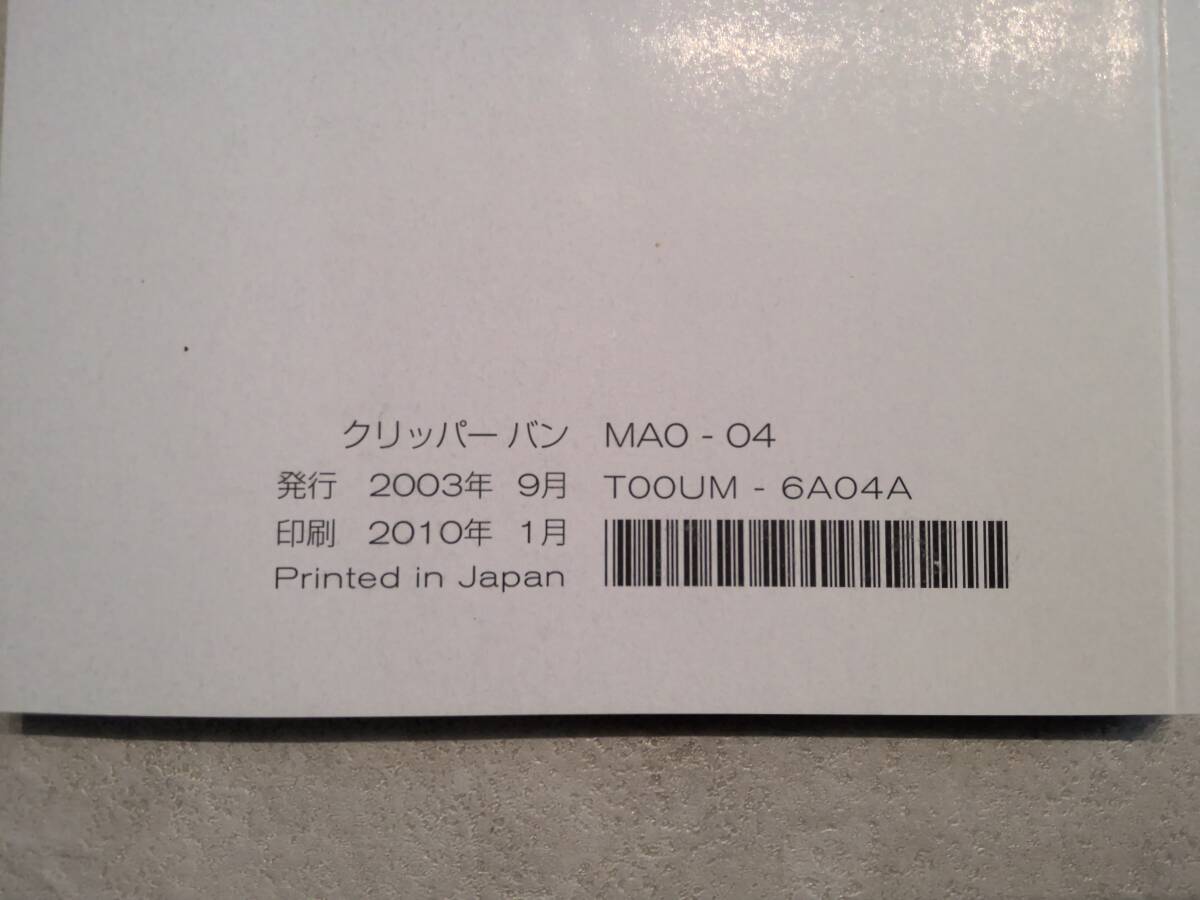 クリッパー バン MA0 - 04
発行 2003年 9月 T00UM - 6A04A
印刷 2010年 1月
Printed in Japan